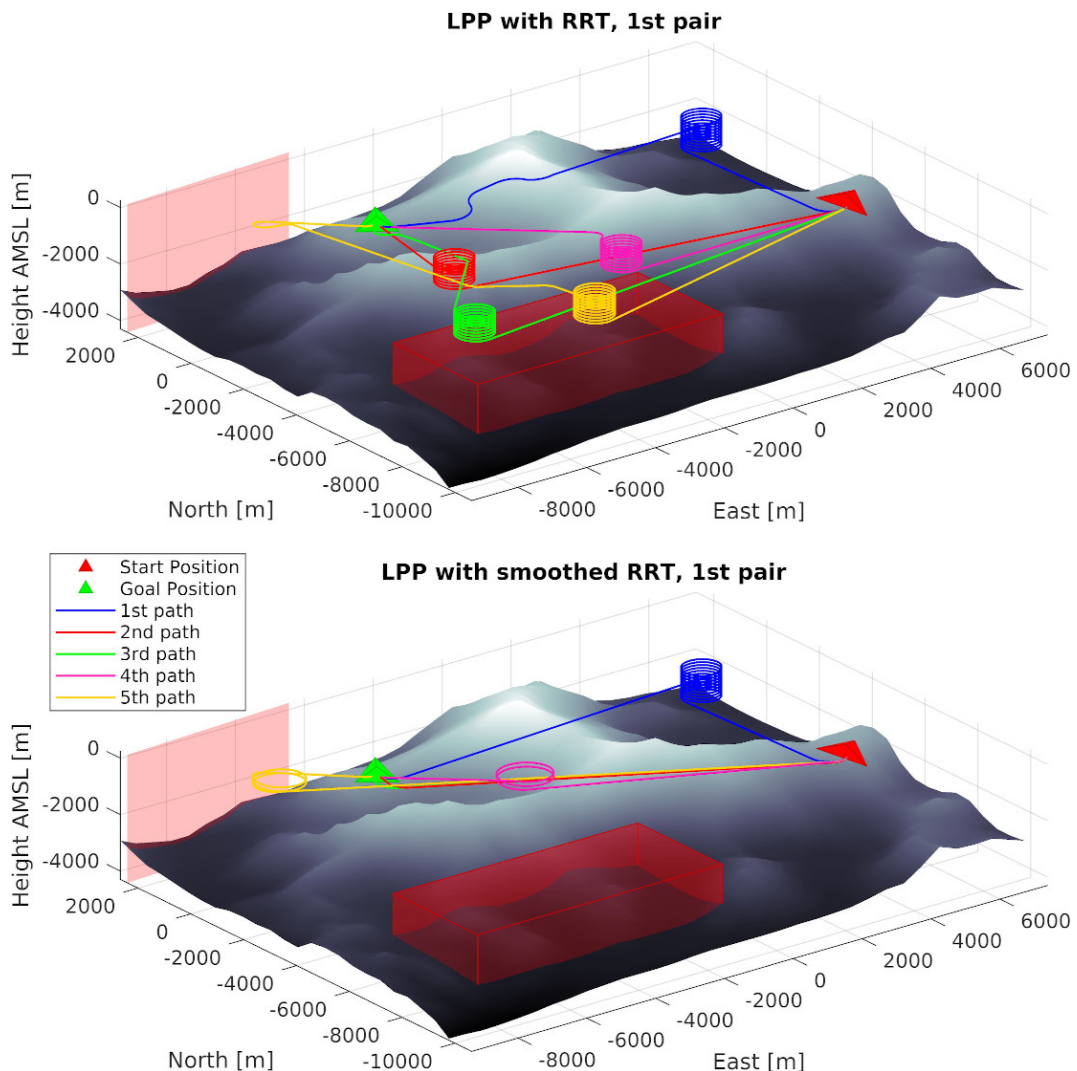 LPP with RRT, 1st pair
Height AMSL [m]
0
-2000
-4000
2000
0
-2000
-4000
-6000
-8000
-10000
North [m]
-8000
-6000
-4000
-2000
0
2000
4000
6000
East [m]
Start Position
Goal Position
1st path
2nd path
3rd path
4th path
5th path
LPP with smoothed RRT, 1st pair
Height AMSL [m]
0
-2000
-4000
2000
0
-2000
-4000
-6000
-8000
-10000
North [m]
-8000
-6000
-4000
-2000
0
2000
4000
6000
East [m]